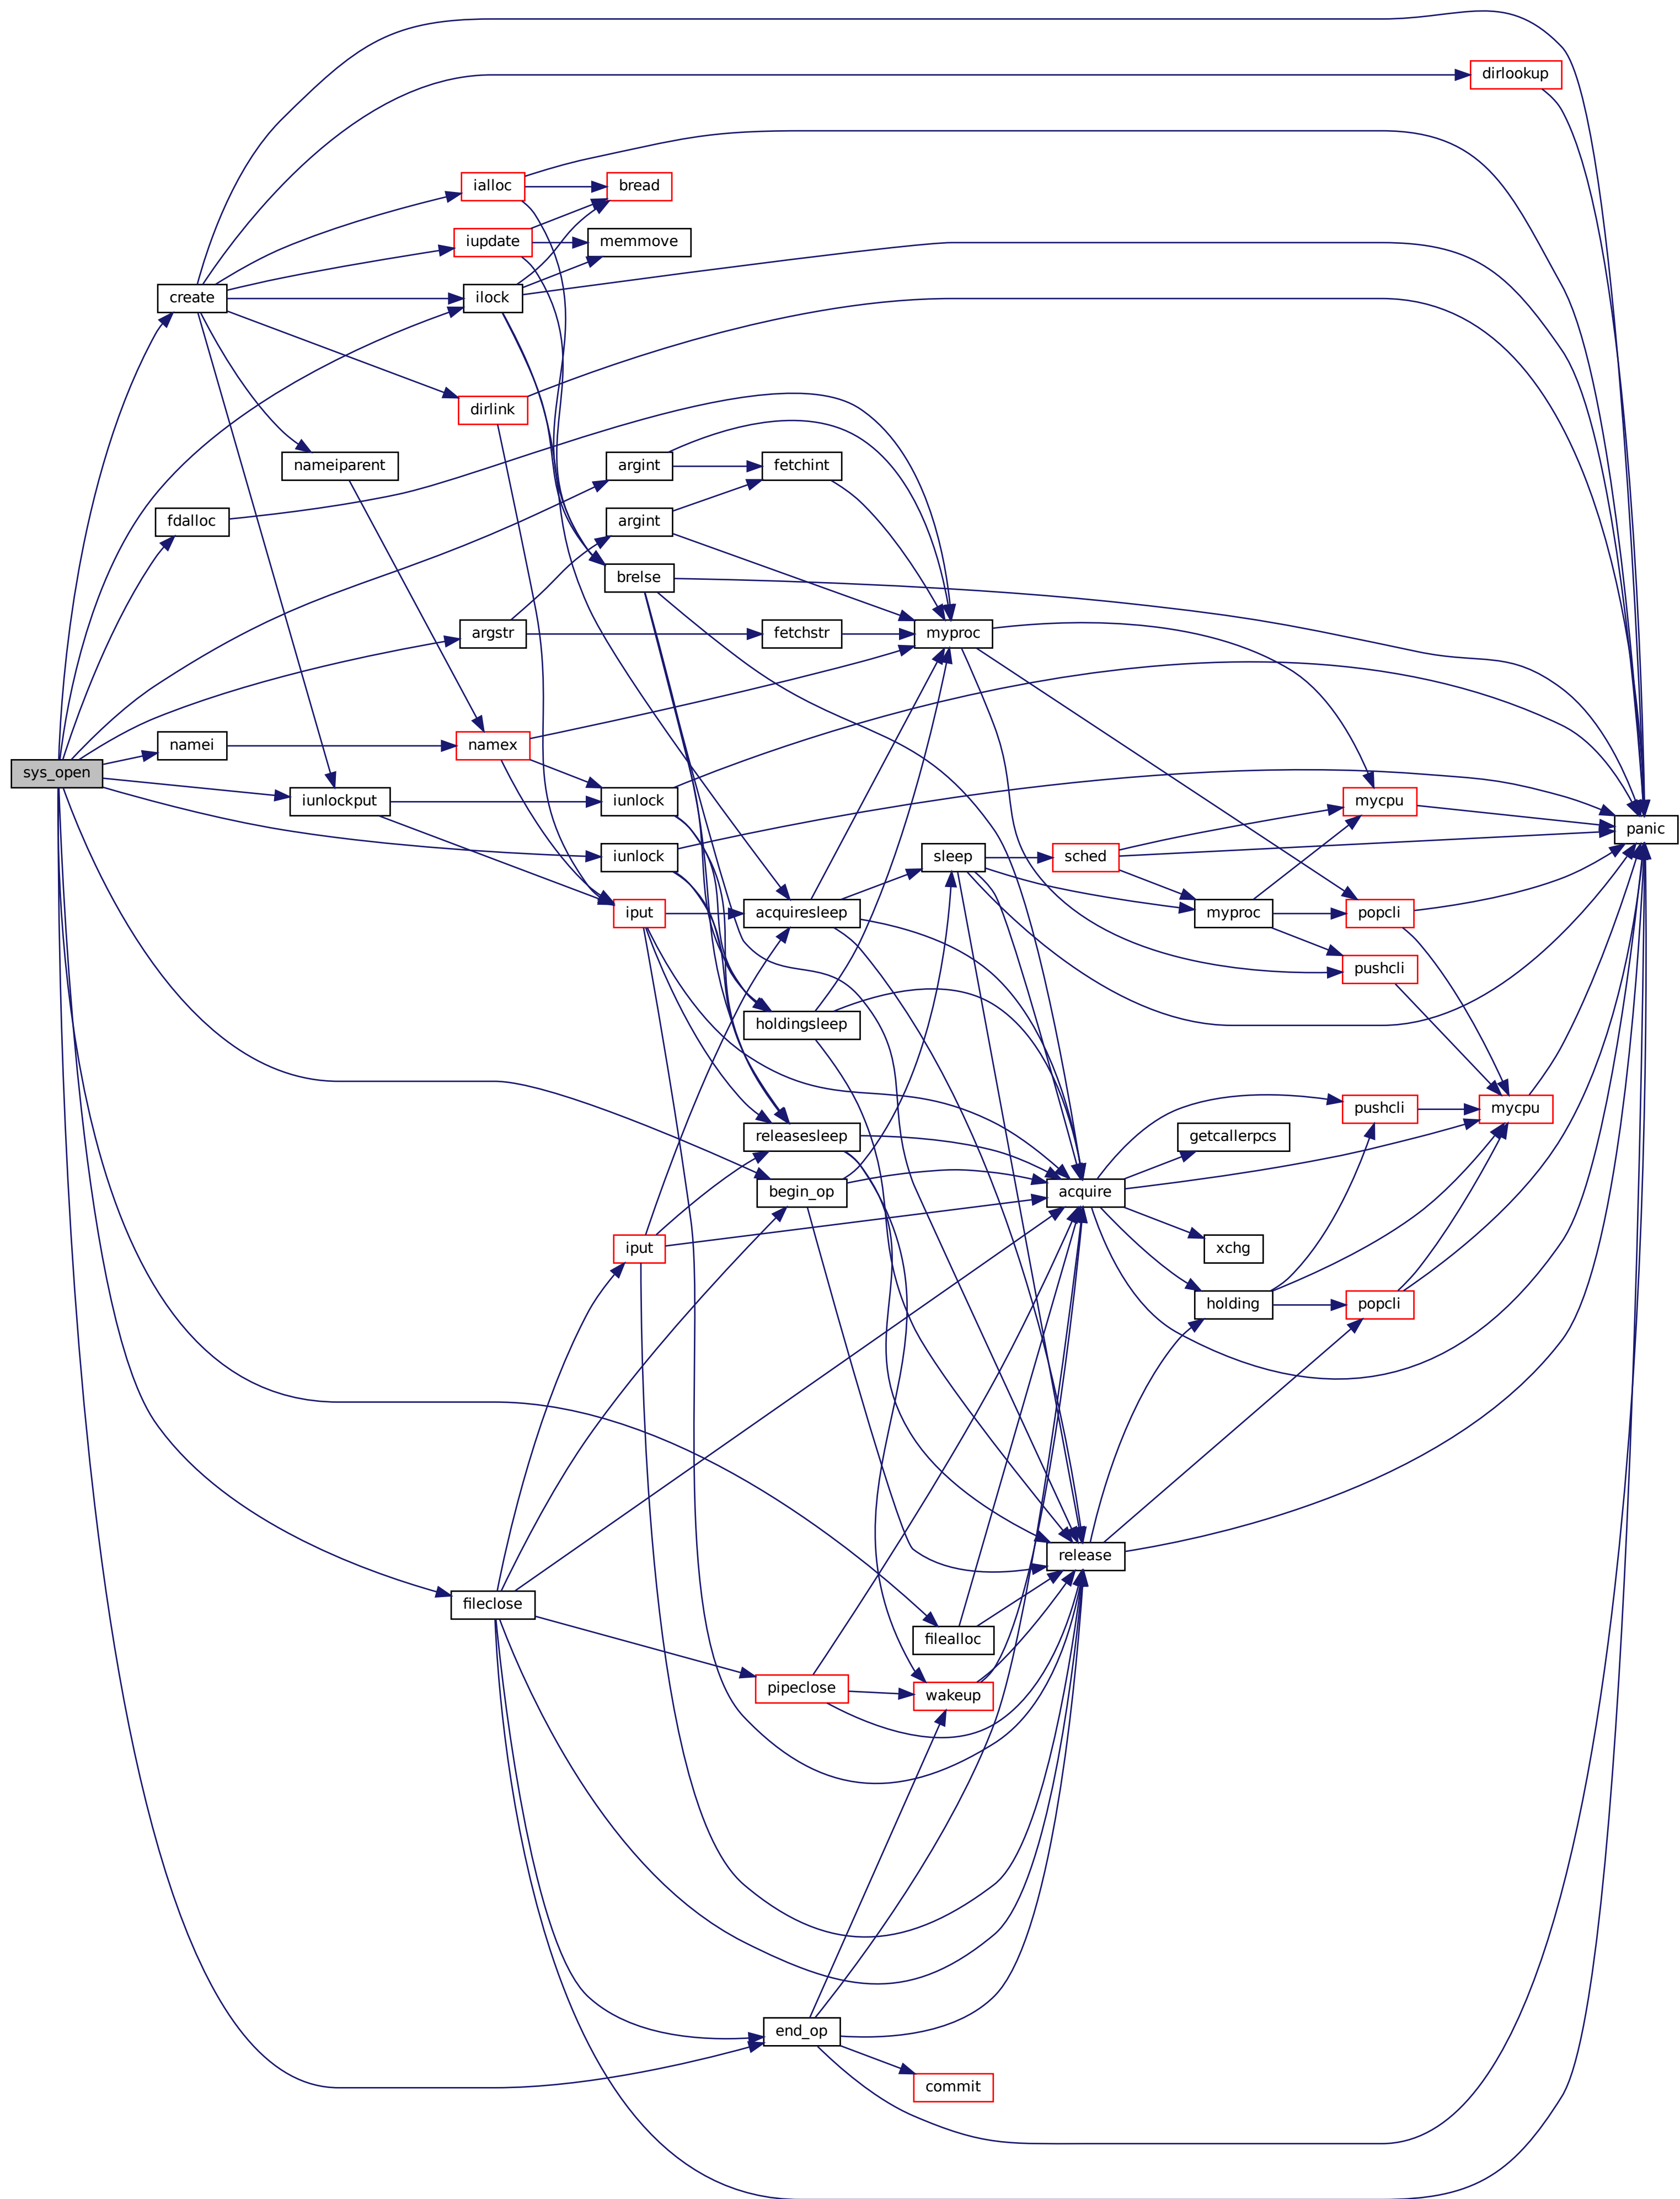 dirlookup
ialloc
bread
iupdate
memmove
create
ilock
dirlink
nameiparent
argint
fetchint
fdalloc
argint
brelse
argstr
fetchstr
myproc
namei
namex
sys_open
iunlockput
iunlock
mycpu
panic
iunlock
sleep
sched
iput
acquiresleep
myproc
popcli
pushcli
holdingsleep
pushcli
mycpu
releasesleep
getcallerpcs
begin_op
acquire
iput
xchg
holding
popcli
release
fileclose
filealloc
pipeclose
wakeup
end_op
commit